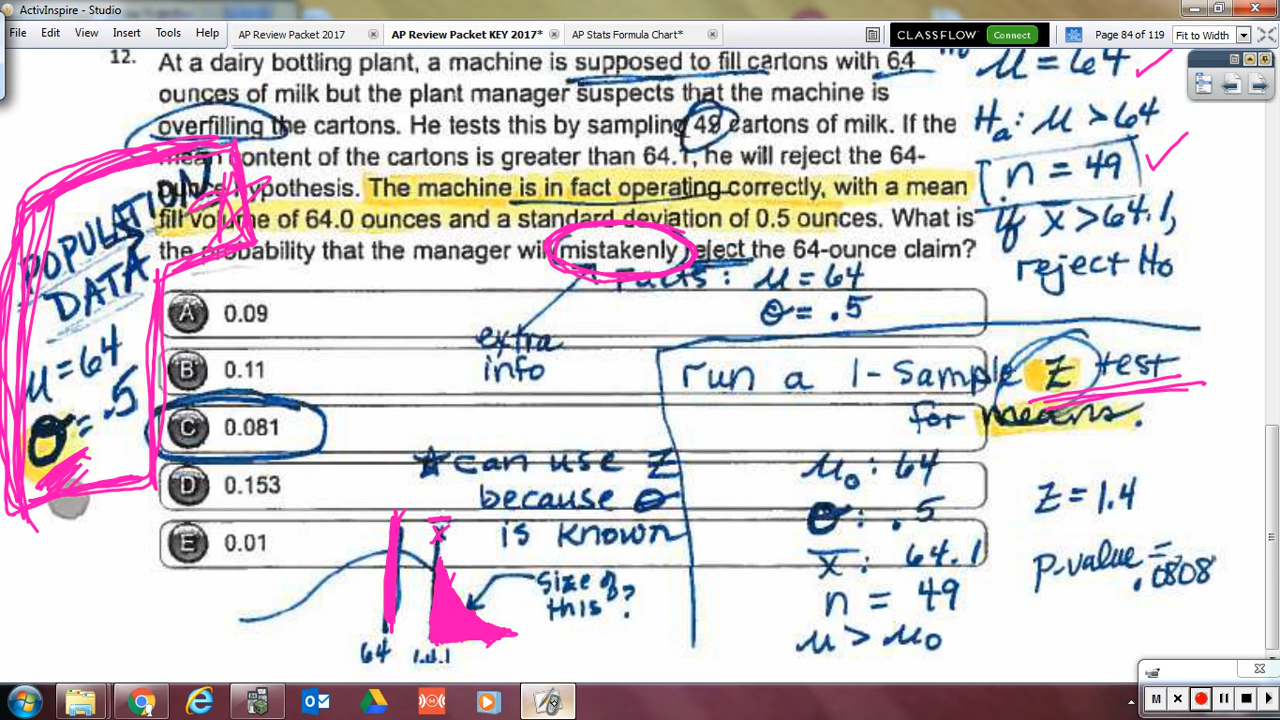 ActivInspire - Studio
File Edit View Insert Tools Help
AP Review Packet 2017
AP Review Packet KEY 2017*
AP Stats Formula Chart*
CLASSFLOW Connect
Page 84 of 119
Fit to Width
12. At a dairy bottling plant, a machine is supposed to fill cartons with 64
ounces of milk but the plant manager suspects that the machine is
overfilling the cartons. He tests this by sampling 49 cartons of milk. If the
mean content of the cartons is greater than 64.1, he will reject the 64-
ounce hypothesis. The machine is in fact operating correctly, with a mean
fill volume of 64.0 ounces and a standard deviation of 0.5 ounces. What is
the probability that the manager will mistakenly reject the 64-ounce claim?
Ho
μ = 64
Ha: μ > 64
n = 49
if x̄ > 64.1,
reject Ho
POPULATION
DATA
μ = 64
σ = .5
Facts: μ = 64
σ = .5
extra
info
A 0.09
B 0.11
C 0.081
D 0.153
E 0.01
run a 1-Sample Z test
for means.
can use Z
because σ
is known
μo: 64
σ: .5
x̄: 64.1
n = 49
μ > μo
Z = 1.4
p-value =
.0808
x̄
size of
this?
64
64.1
M